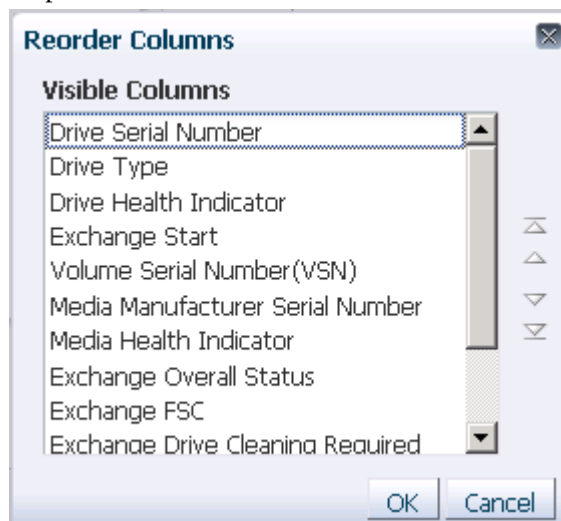 Reorder Columns
Visible Columns
Drive Serial Number
Drive Type
Drive Health Indicator
Exchange Start
Volume Serial Number(VSN)
Media Manufacturer Serial Number
Media Health Indicator
Exchange Overall Status
Exchange FSC
Exchange Drive Cleaning Required
OK Cancel